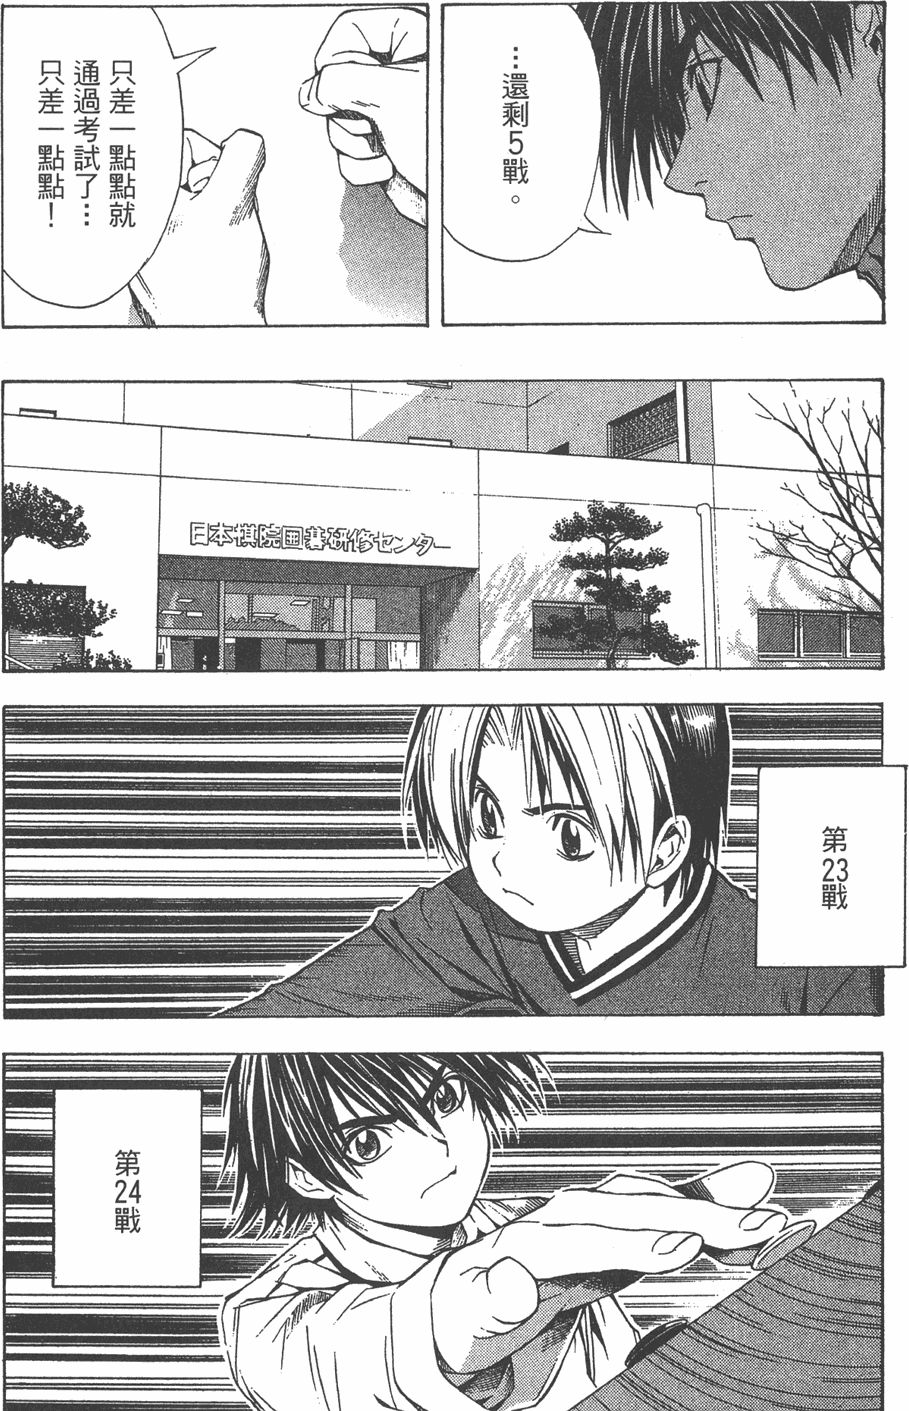 …還剩5戰。
只差一點點就
通過考試了…
只差一點點！
日本棋院囲碁研修センター
第23戰
第24戰